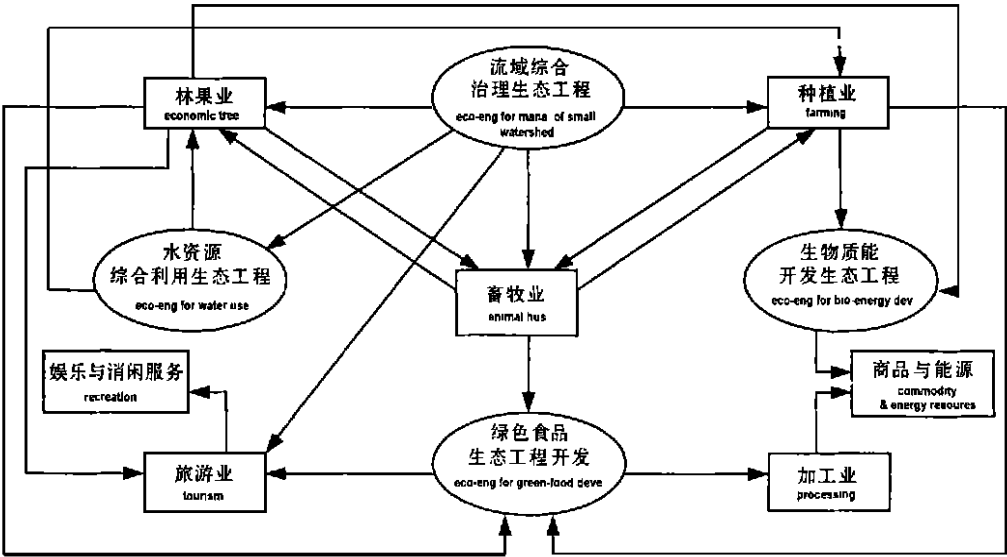 流域综合
治理生态工程
eco-eng for mana of small
watershed
林果业
economic tree
种植业
farming
水资源
综合利用生态工程
eco-eng for water use
畜牧业
animal hus
生物质能
开发生态工程
eco-eng for bio-energy dev
娱乐与消闲服务
recreation
商品与能源
commodity
& energy resoures
绿色食品
生态工程开发
eco-eng for green-food deve
旅游业
tourism
加工业
processing